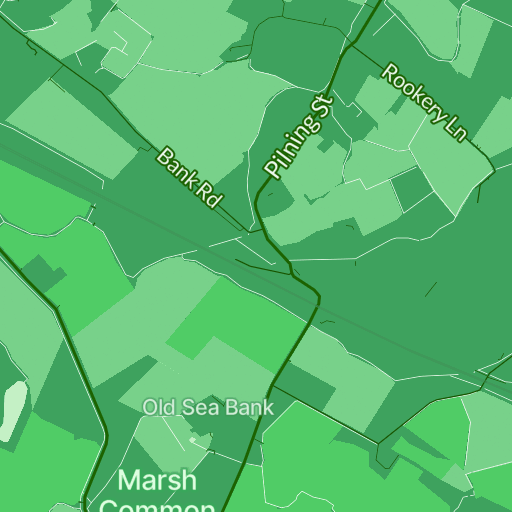 Rookery Ln
Pilning St
Bank Rd
Old Sea Bank
Marsh
Common